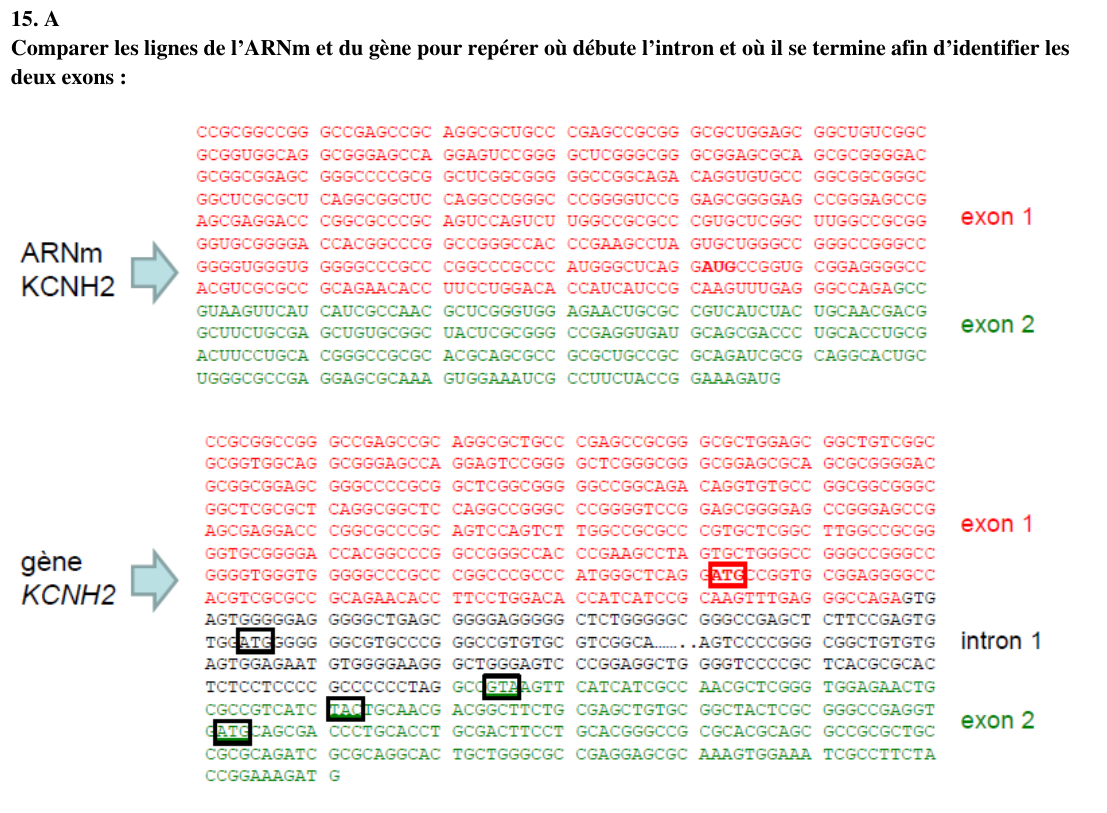 15. A
Comparer les lignes de l'ARNm et du gène pour repérer où débute l'intron et où il se termine afin d'identifier les
deux exons :
CCGCGGCCGG GCCGAGCCGC AGGCGCUGCC CGAGCCGCGG GCGCUGGAGC GGCUGUCGGC
GCGGUGGCAG GCGGGAGCCA GGAGUCCGGG GCUCGGGCGG GCGGAGCGCA GCGCGGGGAC
GCGGCGGAGC GGGCCCCGCG GCUCGGCGGG GGCCGGCAGA CAGGUGUGCC GGCGGCGGGC
GGCUCGCGCU CAGGCGGCUC CAGGCCGGGC CCGGGGUCCG GAGCGGGGAG CCGGGAGCCG
AGCGAGGACC CGGCGCCCGC AGUCCAGUCU UGGCCGCGCC CGUGCUCGGC UUGGCCGCGG
exon 1
GGUGCGGGGA CCACGGCCCG GCCGGGCCAC CCGAAGCCUA GUGCUGGGCC GGGCCGGGCC
ARNm
KCNH2
GGGGUGGGUG GGGGCCCGCC CGGCCCGCCC AUGGGCUCAG GAUGCCGGUG CGGAGGGGCC
ACGUCGCGCC GCAGAACACC UUCCUGGACA CCAUCAUCCG CAAGUUUGAG GGCCAGAGCC
GUAAGUUCAU CAUCGCCAAC GCUCGGGUGG AGAACUGCGC CGUCAUCUAC UGCAACGACG
exon 2
GCUUCUGCGA GCUGUGCGGC UACUCGCGGG CCGAGGUGAU GCAGCGACCC UGCACCUGCG
ACUUCCUGCA CGGGCCGCGC ACGCAGCGCC GCGCUGCCGC GCAGAUCGCG CAGGCACUGC
UGGGCGCCGA GGAGCGCAAA GUGGAAAUCG CCUUCUACCG GAAAGAUG
CCGCGGCCGG GCCGAGCCGC AGGCGCTGCC CGAGCCGCGG GCGCTGGAGC GGCTGTCGGC
GCGGTGGCAG GCGGGAGCCA GGAGTCCGGG GCTCGGGCGG GCGGAGCGCA GCGCGGGGAC
GCGGCGGAGC GGGCCCCGCG GCTCGGCGGG GGCCGGCAGA CAGGTGTGCC GGCGGCGGGC
GGCTCGCGCT CAGGCGGCTC CAGGCCGGGC CCGGGGTCCG GAGCGGGGAG CCGGGAGCCG
AGCGAGGACC CGGCGCCCGC AGTCCAGTCT TGGCCGCGCC CGTGCTCGGC TTGGCCGCGG
exon 1
GGTGCGGGGA CCACGGCCCG GCCGGGCCAC CCGAAGCCTA GTGCTGGGCC GGGCCGGGCC
gène
KCNH2
GGGGTGGGTG GGGGCCCGCC CGGCCCGCCC ATGGGCTCAG GATGCCGGTG CGGAGGGGCC
ACGTCGCGCC GCAGAACACC TTCCTGGACA CCATCATCCG CAAGTTTGAG GGCCAGAGTG
AGTGGGGGAG GGGGCTGAGC GGGGAGGGGG CTCTGGGGGC GGGCCGAGCT CTTCCGAGTG
TGGATGGGGG GGCGTGCCCG GGCCGTGTGC GTCGGCA........AGTCCCCGGG CGGCTGTGTG
intron 1
AGTGGAGAAT GTGGGGAAGG GCTGGGAGTC CCGGAGGCTG GGGTCCCCGC TCACGCGCAC
TCTCCTCCCC GCCCCCCTAG GCCGTAAGTT CATCATCGCC AACGCTCGGG TGGAGAACTG
CGCCGTCATC TACTGCAACG ACGGCTTCTG CGAGCTGTGC GGCTACTCGC GGGCCGAGGT
exon 2
GATGCAGCGA CCCTGCACCT GCGACTTCCT GCACGGGCCG CGCACGCAGC GCCGCGCTGC
CGCGCAGATC GCGCAGGCAC TGCTGGGCGC CGAGGAGCGC AAAGTGGAAA TCGCCTTCTA
CCGGAAAGAT G